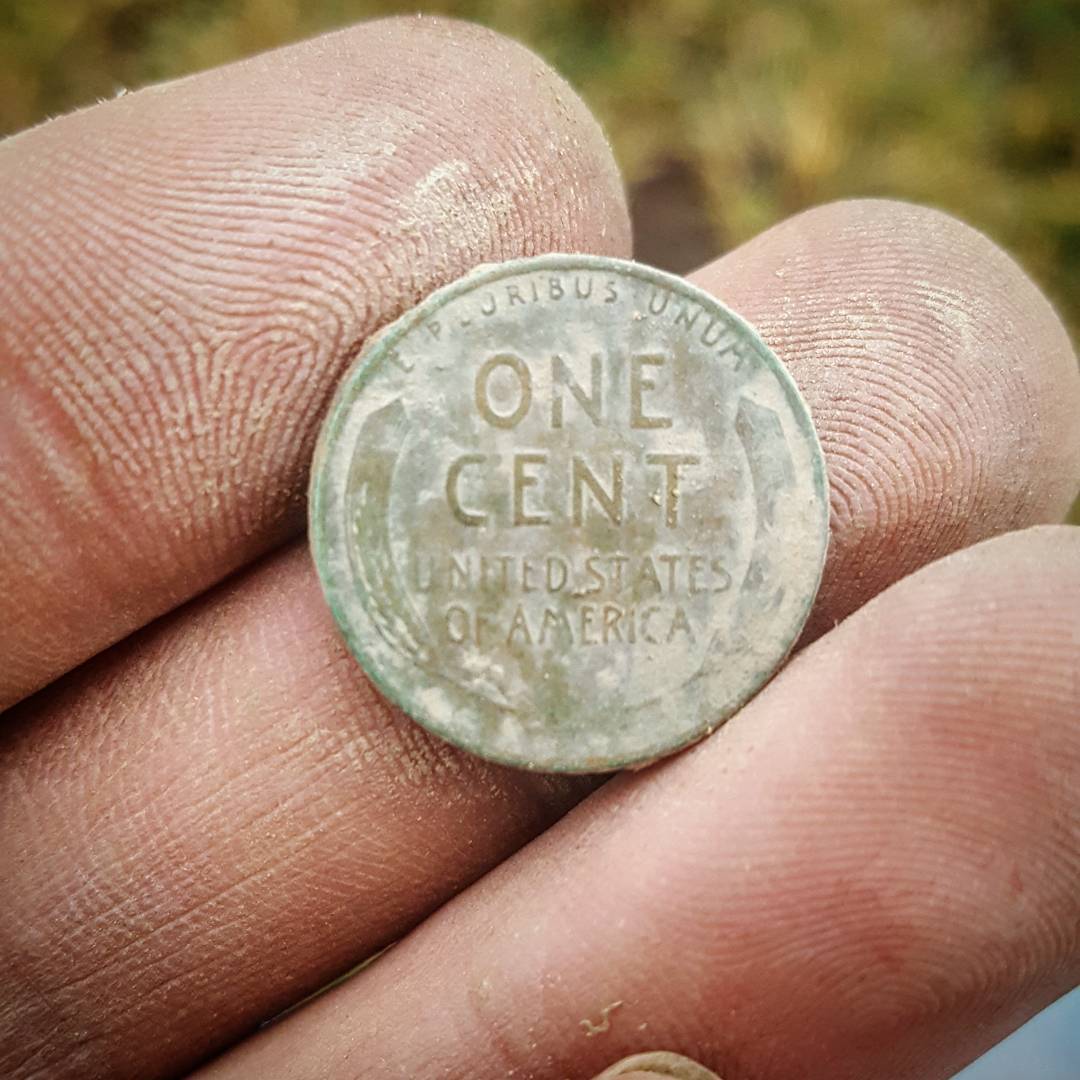 E PLURIBUS UNUM
ONE
CENT
UNITED STATES
OF AMERICA